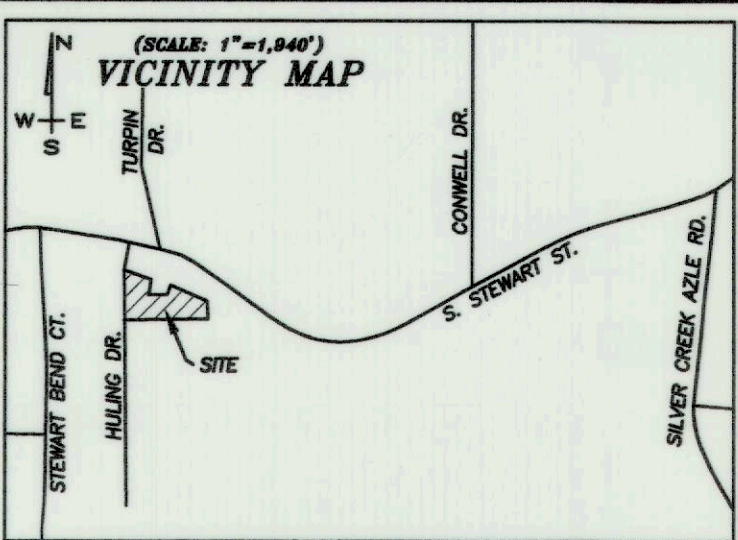 N
W E
S
(SCALE: 1"=1,940')
VICINITY MAP
TURPIN
DR.
CONWELL DR.
S. STEWART ST.
SILVER CREEK AZLE RD.
STEWART BEND CT.
HULING DR.
SITE